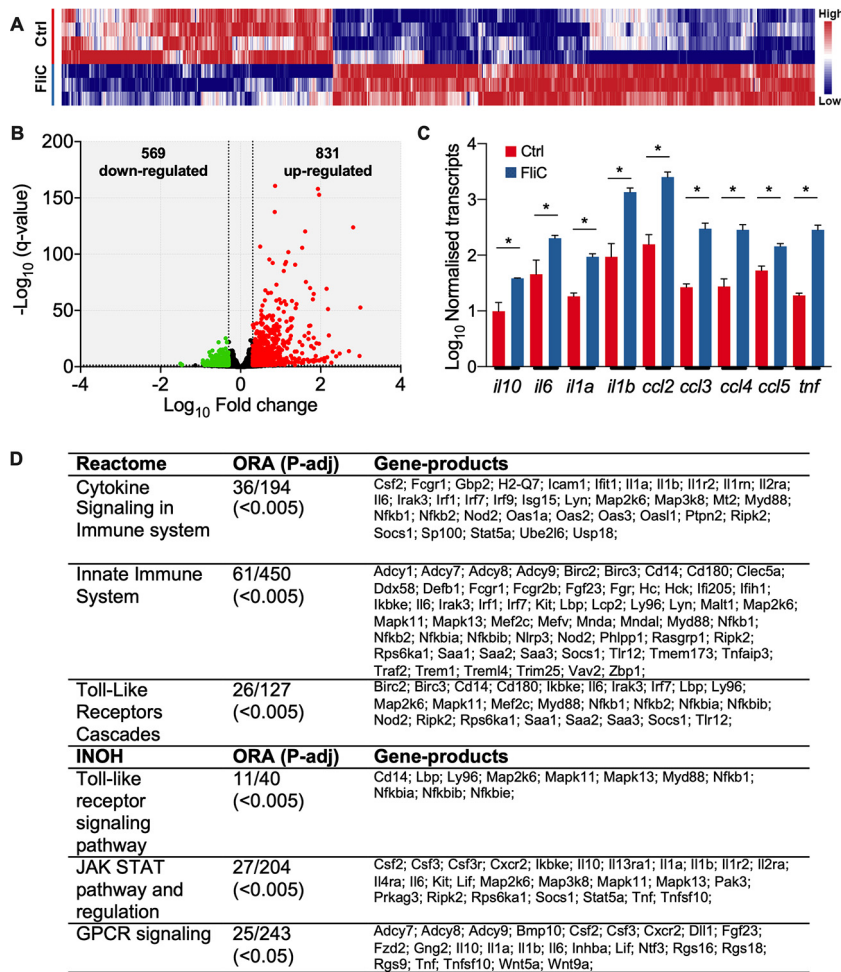 A
Ctrl
FliC
High
Low
B
200
150
100
50
0
-Log10 (q-value)
569
down-regulated
831
up-regulated
-4
-2
0
2
4
Log10 Fold change
C
Ctrl
FliC
4
3
2
1
0
Log10 Normalised transcripts
* * * * * * * * *
il10 il6 il1a il1b ccl2 ccl3 ccl4 ccl5 tnf
D
Reactome ORA (P-adj) Gene-products
Cytokine 36/194 Csf2; Fcgr1; Gbp2; H2-Q7; Icam1; Ifit1; Il1a; Il1b; Il1r2; Il1rn; Il2ra;
Signaling in (<0.005) Il6; Irak3; Irf1; Irf7; Irf9; Isg15; Lyn; Map2k6; Map3k8; Mt2; Myd88;
Immune system Nfkb1; Nfkb2; Nod2; Oas1a; Oas2; Oas3; Oasl1; Ptpn2; Ripk2;
Socs1; Sp100; Stat5a; Ube2l6; Usp18;
Innate Immune 61/450 Adcy1; Adcy7; Adcy8; Adcy9; Birc2; Birc3; Cd14; Cd180; Clec5a;
System (<0.005) Ddx58; Defb1; Fcgr1; Fcgr2b; Fgf23; Fgr; Hc; Hck; Ifi205; Ifih1;
Ikbke; Il6; Irak3; Irf1; Irf7; Kit; Lbp; Lcp2; Ly96; Lyn; Malt1; Map2k6;
Mapk11; Mapk13; Mef2c; Mefv; Mnda; Mndal; Myd88; Nfkb1;
Nfkb2; Nfkbia; Nfkbib; Nlrp3; Nod2; Phlpp1; Rasgrp1; Ripk2;
Rps6ka1; Saa1; Saa2; Saa3; Socs1; Tlr12; Tmem173; Tnfaip3;
Traf2; Trem1; Treml4; Trim25; Vav2; Zbp1;
Toll-Like 26/127 Birc2; Birc3; Cd14; Cd180; Ikbke; Il6; Irak3; Irf7; Lbp; Ly96;
Receptors (<0.005) Map2k6; Mapk11; Mef2c; Myd88; Nfkb1; Nfkb2; Nfkbia; Nfkbib;
Cascades Nod2; Ripk2; Rps6ka1; Saa1; Saa2; Saa3; Socs1; Tlr12;
INOH ORA (P-adj) Gene-products
Toll-like 11/40 Cd14; Lbp; Ly96; Map2k6; Mapk11; Mapk13; Myd88; Nfkb1;
receptor (<0.005) Nfkbia; Nfkbib; Nfkbie;
signaling
pathway
JAK STAT 27/204 Csf2; Csf3; Csf3r; Cxcr2; Ikbke; Il10; Il13ra1; Il1a; Il1b; Il1r2; Il2ra;
pathway and (<0.005) Il4ra; Il6; Kit; Lif; Map2k6; Map3k8; Mapk11; Mapk13; Pak3;
regulation Prkag3; Ripk2; Rps6ka1; Socs1; Stat5a; Tnf; Tnfsf10;
GPCR signaling 25/243 Adcy7; Adcy8; Adcy9; Bmp10; Csf2; Csf3; Cxcr2; Dll1; Fgf23;
(<0.05) Fzd2; Gng2; Il10; Il1a; Il1b; Il6; Inhba; Lif; Ntf3; Rgs16; Rgs18;
Rgs9; Tnf; Tnfsf10; Wnt5a; Wnt9a;